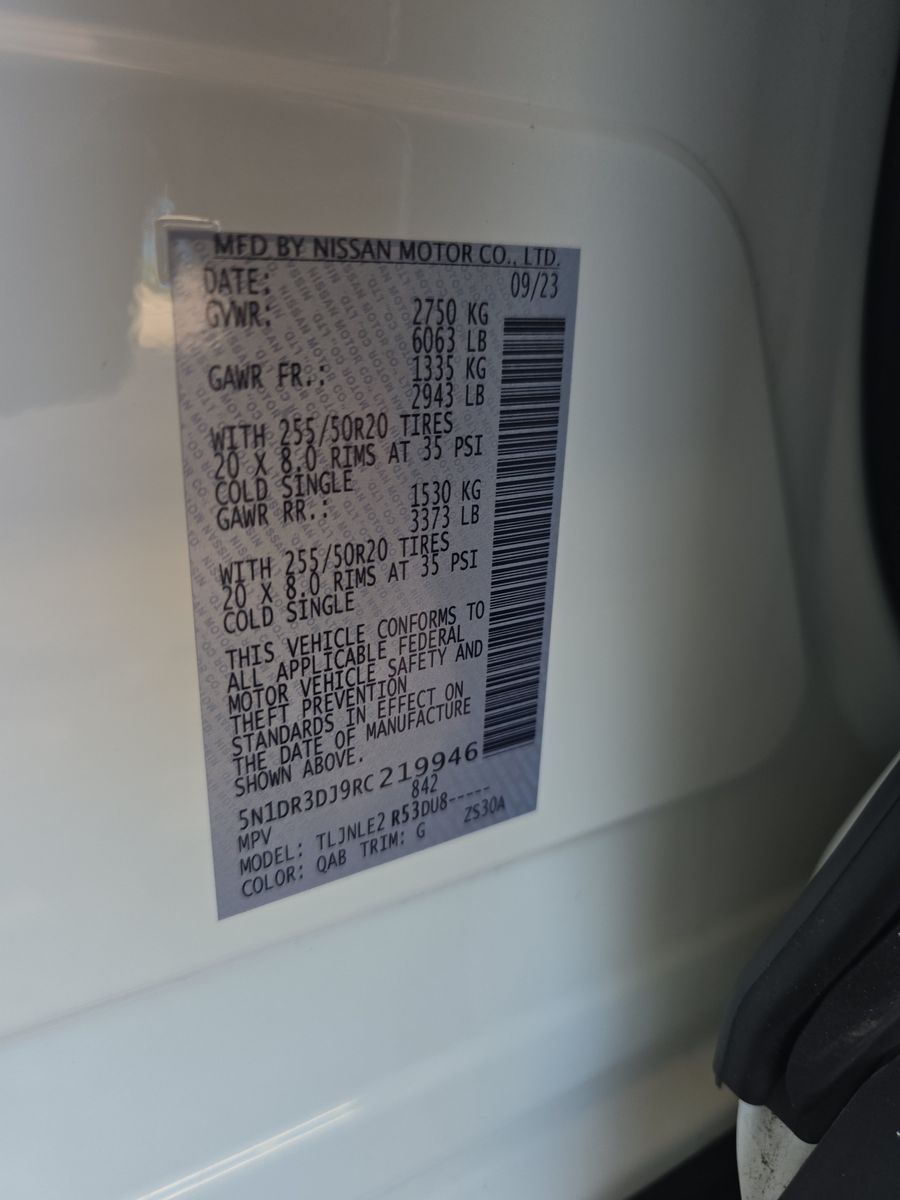 MFD BY NISSAN MOTOR CO., LTD.
DATE: 09/23
GVWR: 2750 KG
6063 LB
GAWR FR.: 1335 KG
2943 LB
WITH 255/50R20 TIRES
20 X 8.0 RIMS AT 35 PSI
COLD SINGLE
GAWR RR.: 1530 KG
3373 LB
WITH 255/50R20 TIRES
20 X 8.0 RIMS AT 35 PSI
COLD SINGLE
THIS VEHICLE CONFORMS TO
ALL APPLICABLE FEDERAL
MOTOR VEHICLE SAFETY AND
THEFT PREVENTION
STANDARDS IN EFFECT ON
THE DATE OF MANUFACTURE
SHOWN ABOVE.
5N1DR3DJ9RC219946
MPV 842
MODEL: TLJNLE2 R53DU8-----
COLOR: QAB TRIM: G ZS30A